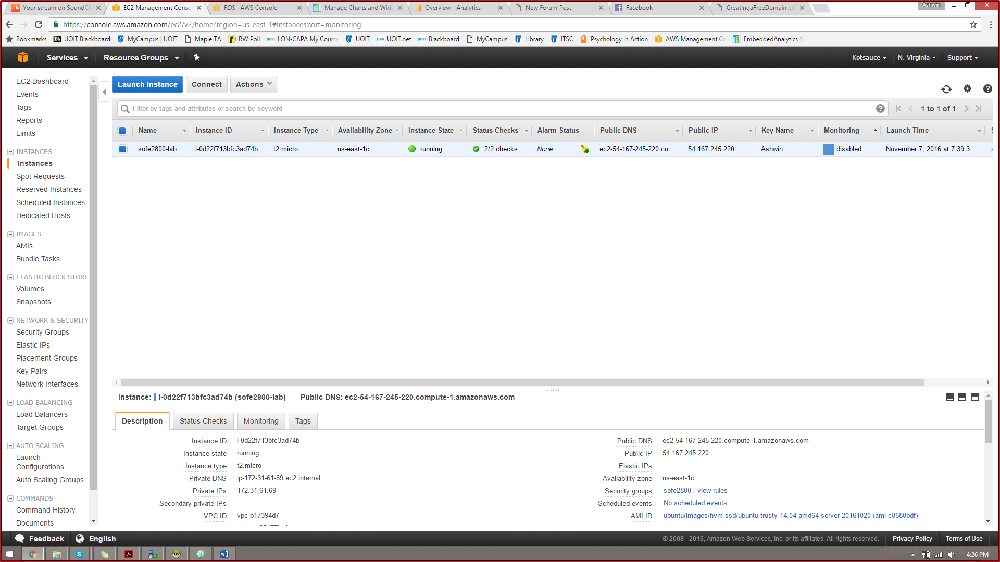 Your stream on SoundCl
EC2 Management Conso
RDS · AWS Console
Manage Charts and Widg
Overview - Analytics
New Forum Post
Facebook
CreatingaFreeDomain.pd
Ashwin
https://console.aws.amazon.com/ec2/v2/home?region=us-east-1#Instances:sort=monitoring
Bookmarks
UOIT Blackboard
MyCampus | UOIT
Maple TA
RW Poll
LON-CAPA My Course
UOIT
UOIT.net
Blackboard
MyCampus
Library
ITSC
Psychology in Action
AWS Management Co
EmbeddedAnalytics M
Services
Resource Groups
Kotsauce
N. Virginia
Support
EC2 Dashboard
Events
Tags
Reports
Limits
INSTANCES
Instances
Spot Requests
Reserved Instances
Scheduled Instances
Dedicated Hosts
IMAGES
AMIs
Bundle Tasks
ELASTIC BLOCK STORE
Volumes
Snapshots
NETWORK & SECURITY
Security Groups
Elastic IPs
Placement Groups
Key Pairs
Network Interfaces
LOAD BALANCING
Load Balancers
Target Groups
AUTO SCALING
Launch
Configurations
Auto Scaling Groups
COMMANDS
Command History
Documents
Launch Instance
Connect
Actions
Filter by tags and attributes or search by keyword
1 to 1 of 1
Name Instance ID Instance Type Availability Zone Instance State Status Checks Alarm Status Public DNS Public IP Key Name Monitoring Launch Time
sofe2800-lab i-0d22f713bfc3ad74b t2.micro us-east-1c running 2/2 checks... None ec2-54-167-245-220.co... 54.167.245.220 Ashwin disabled November 7, 2016 at 7:39:3...
Instance: i-0d22f713bfc3ad74b (sofe2800-lab) Public DNS: ec2-54-167-245-220.compute-1.amazonaws.com
Description
Status Checks
Monitoring
Tags
Instance ID i-0d22f713bfc3ad74b
Instance state running
Instance type t2.micro
Private DNS ip-172-31-61-69.ec2.internal
Private IPs 172.31.61.69
Secondary private IPs
VPC ID vpc-b17394d7
Public DNS ec2-54-167-245-220.compute-1.amazonaws.com
Public IP 54.167.245.220
Elastic IPs
Availability zone us-east-1c
Security groups sofe2800. view rules
Scheduled events No scheduled events
AMI ID ubuntu/images/hvm-ssd/ubuntu-trusty-14.04-amd64-server-20161020 (ami-c8580bdf)
Feedback
English
© 2008 - 2016, Amazon Web Services, Inc. or its affiliates. All rights reserved.
Privacy Policy
Terms of Use
4:26 PM